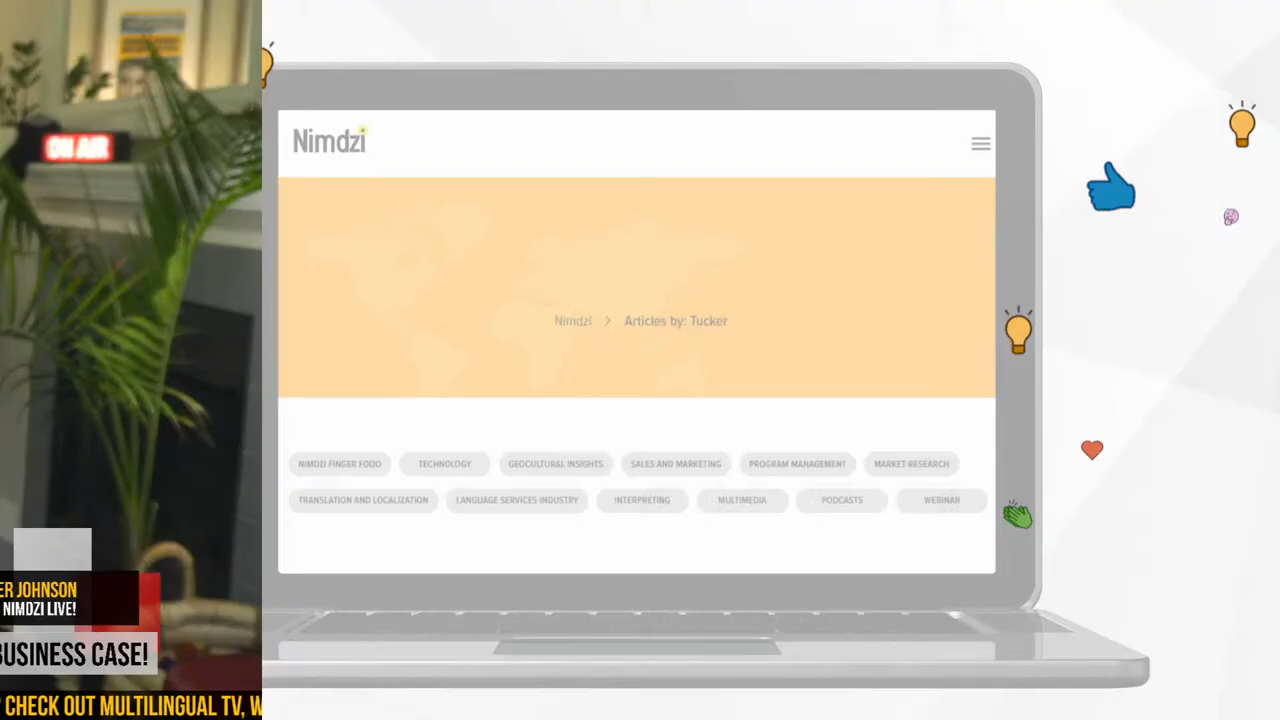 ON AIR
Nimdzi
Nimdzi > Articles by: Tucker
NIMDZI FINGER FOOD TECHNOLOGY GEOCULTURAL INSIGHTS SALES AND MARKETING PROGRAM MANAGEMENT MARKET RESEARCH
TRANSLATION AND LOCALIZATION LANGUAGE SERVICES INDUSTRY INTERPRETING MULTIMEDIA PODCASTS WEBINAR
ER JOHNSON
NIMDZI LIVE!
BUSINESS CASE!
CHECK OUT MULTILINGUAL TV, W